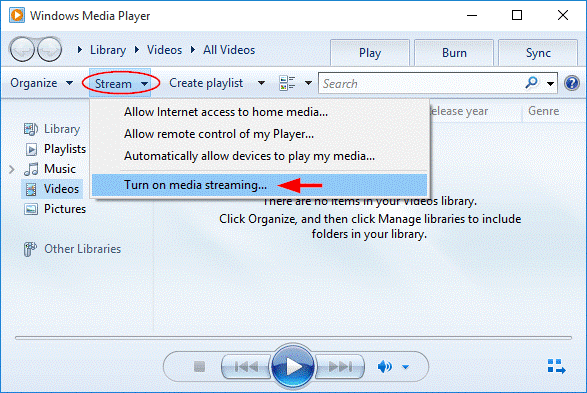 Windows Media Player
Library Videos All Videos
Play Burn Sync
Organize Stream Create playlist Search
Allow Internet access to home media...
Allow remote control of my Player...
Automatically allow devices to play my media...
Turn on media streaming...
Release year Genre
Library
Playlists
Music
Videos
Pictures
Other Libraries
There are no items in your Videos library.
Click Organize, and then click Manage libraries to include
folders in your library.